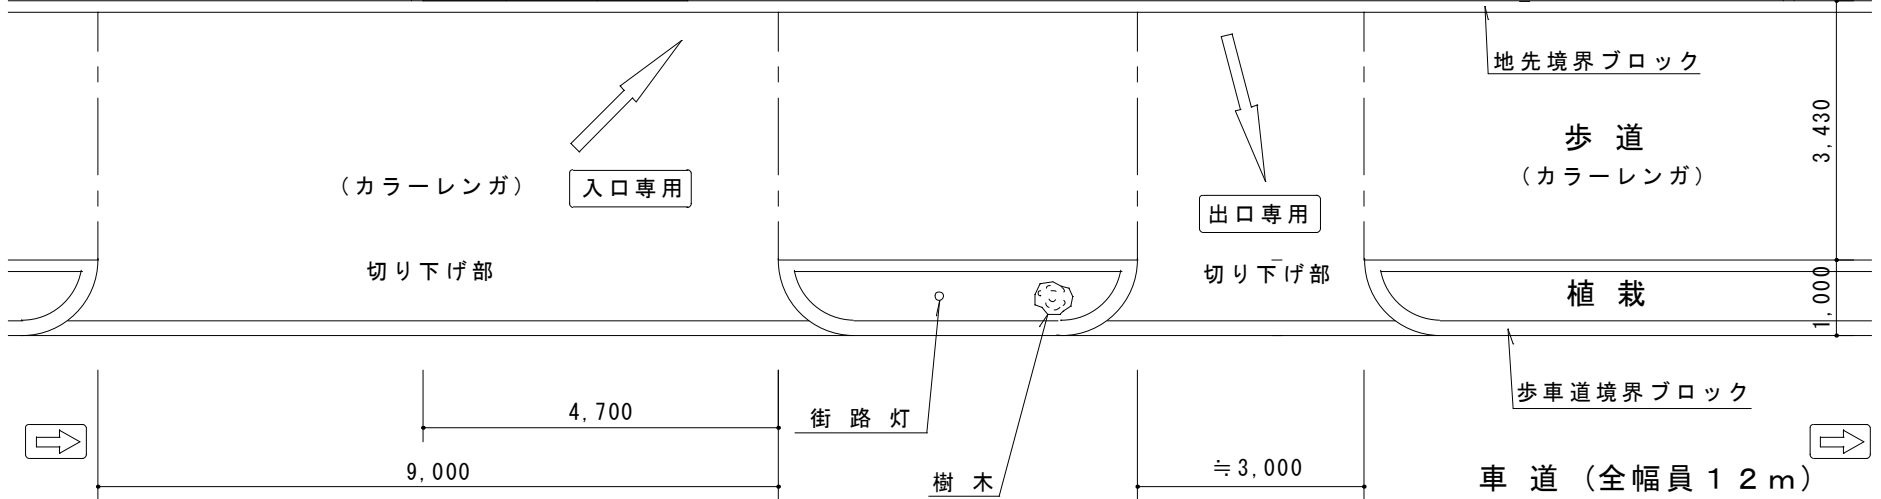 地先境界ブロック
3,430
歩 道
(カラーレンガ)
(カラーレンガ)
入口専用
出口専用
切り下げ部
切り下げ部
植 栽
1,000
歩車道境界ブロック
4,700
街 路 灯
9,000
樹 木
≒3,000
車 道 (全幅員12m)